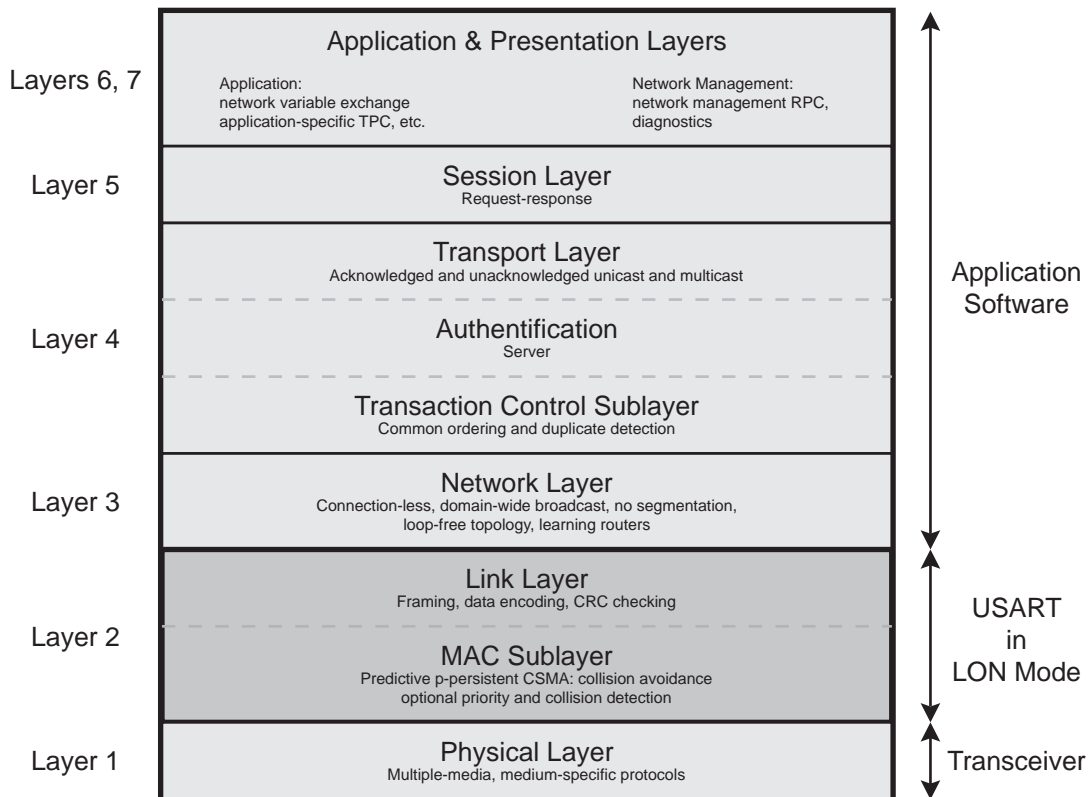 Application & Presentation Layers
Layers 6, 7
Application:
network variable exchange
application-specific TPC, etc.
Network Management:
network management RPC,
diagnostics
Layer 5
Session Layer
Request-response
Transport Layer
Acknowledged and unacknowledged unicast and multicast
Layer 4
Authentification
Server
Transaction Control Sublayer
Common ordering and duplicate detection
Application
Software
Layer 3
Network Layer
Connection-less, domain-wide broadcast, no segmentation,
loop-free topology, learning routers
Layer 2
Link Layer
Framing, data encoding, CRC checking
MAC Sublayer
Predictive p-persistent CSMA: collision avoidance
optional priority and collision detection
USART
in
LON Mode
Layer 1
Physical Layer
Multiple-media, medium-specific protocols
Transceiver